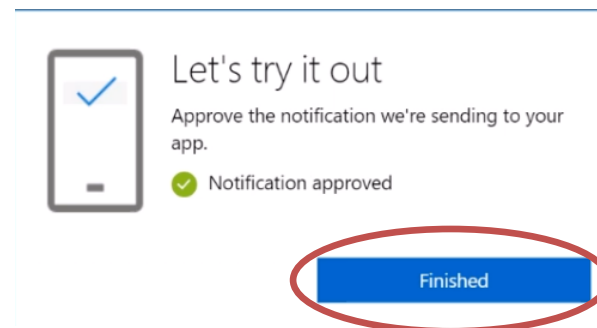 Let's try it out
Approve the notification we're sending to your
app.
Notification approved
Finished